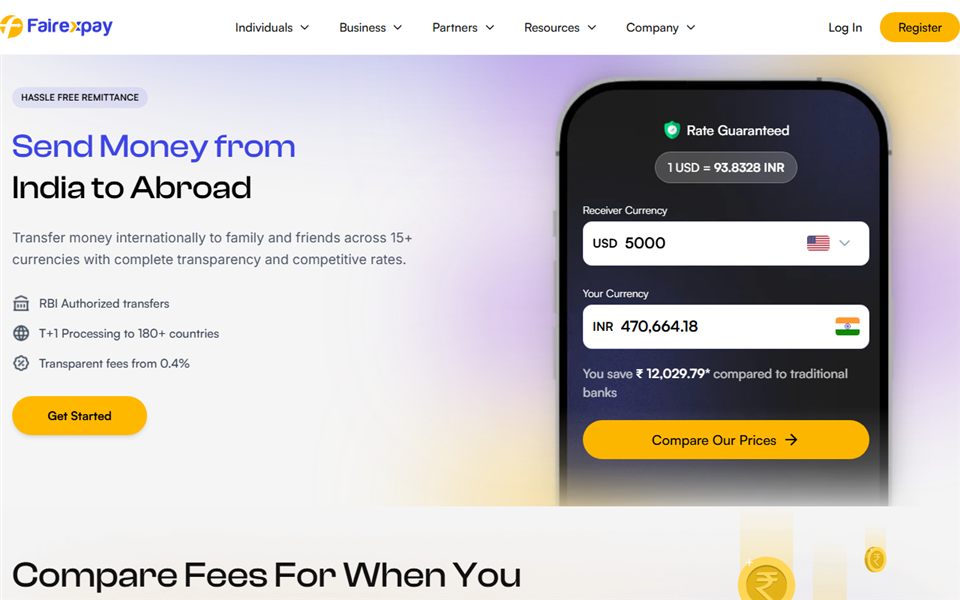 Fairexpay
Individuals
Business
Partners
Resources
Company
Log In
Register
HASSLE FREE REMITTANCE
Send Money from
India to Abroad
Transfer money internationally to family and friends across 15+
currencies with complete transparency and competitive rates.
RBI Authorized transfers
T+1 Processing to 180+ countries
Transparent fees from 0.4%
Get Started
Rate Guaranteed
1 USD = 93.8328 INR
Receiver Currency
USD 5000
Your Currency
INR 470,664.18
You save ₹ 12,029.79* compared to traditional
banks
Compare Our Prices →
Compare Fees For When You
₹
₹